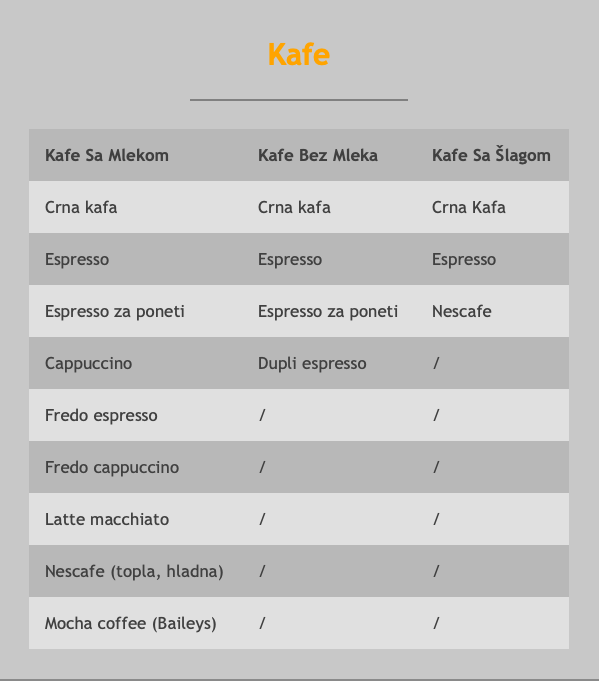 Kafe
Kafe Sa Mlekom Kafe Bez Mleka Kafe Sa Šlagom
Crna kafa Crna kafa Crna Kafa
Espresso Espresso Espresso
Espresso za poneti Espresso za poneti Nescafe
Cappuccino Dupli espresso /
Fredo espresso / /
Fredo cappuccino / /
Latte macchiato / /
Nescafe (topla, hladna) / /
Mocha coffee (Baileys) / /